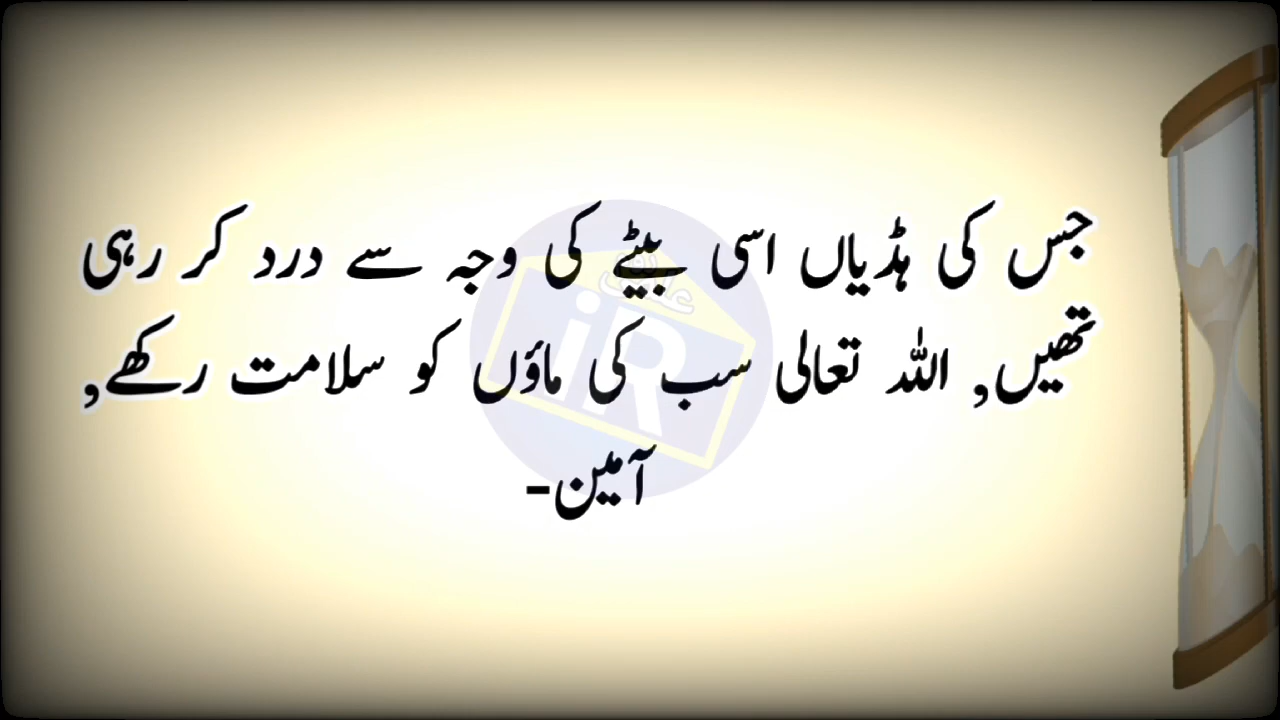 جس کی ہڈیاں اسی بیٹے کی وجہ سے درد کر رہی
تھیں, اللہ تعالی سب کی ماؤں کو سلامت رکھے,
آمین-
iR